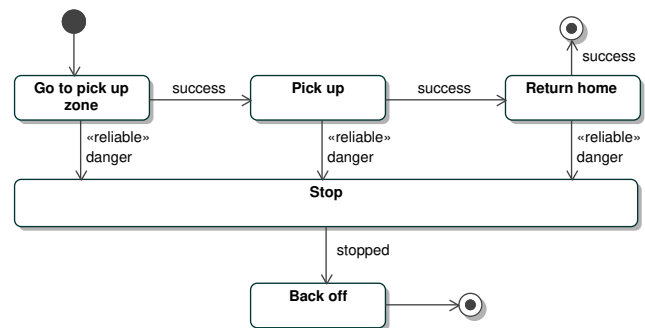 success
Go to pick up
zone
success
Pick up
success
Return home
«reliable»
danger
«reliable»
danger
«reliable»
danger
Stop
stopped
Back off